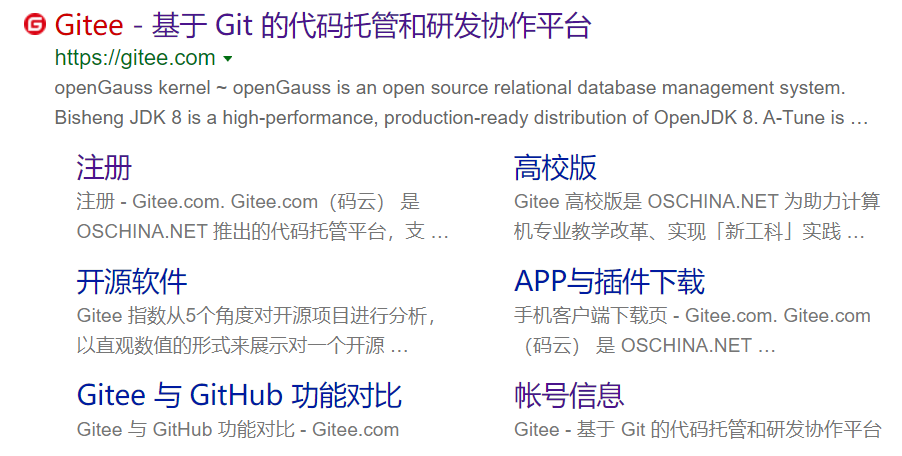 Gitee - 基于 Git 的代码托管和研发协作平台
https://gitee.com
openGauss kernel ~ openGauss is an open source relational database management system.
Bisheng JDK 8 is a high-performance, production-ready distribution of OpenJDK 8. A-Tune is ...
注册
注册 - Gitee.com. Gitee.com（码云） 是
OSCHINA.NET 推出的代码托管平台，支 ...
高校版
Gitee 高校版是 OSCHINA.NET 为助力计算
机专业教学改革、实现「新工科」实践 ...
开源软件
Gitee 指数从5个角度对开源项目进行分析，
以直观数值的形式来展示对一个开源 ...
APP与插件下载
手机客户端下载页 - Gitee.com. Gitee.com
（码云） 是 OSCHINA.NET ...
Gitee 与 GitHub 功能对比
Gitee 与 GitHub 功能对比 - Gitee.com
帐号信息
Gitee - 基于 Git 的代码托管和研发协作平台